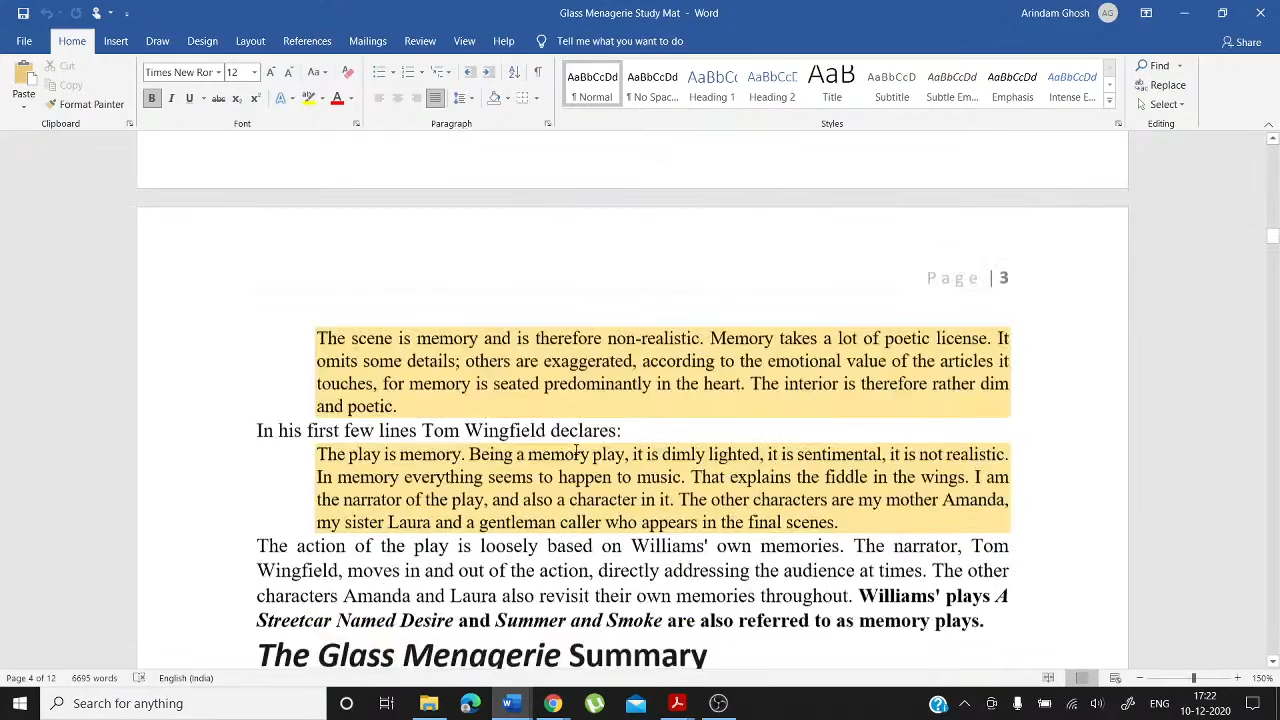 Glass Menagerie Study Mat - Word
Arindam Ghosh AG
File Home Insert Draw Design Layout References Mailings Review View Help Tell me what you want to do Share
Paste
Cut
Copy
Format Painter
Clipboard
Times New Ror 12
Font
Paragraph
AaBbCcDd AaBbCcDd AaBbCc AaBbCcD AaB AaBbCcD AaBbCcDd AaBbCcDd AaBbCcDd
¶ Normal ¶ No Spac... Heading 1 Heading 2 Title Subtitle Subtle Em... Emphasis Intense E...
Styles
Find
Replace
Select
Editing
Page | 3
The scene is memory and is therefore non-realistic. Memory takes a lot of poetic license. It
omits some details; others are exaggerated, according to the emotional value of the articles it
touches, for memory is seated predominantly in the heart. The interior is therefore rather dim
and poetic.
In his first few lines Tom Wingfield declares:
The play is memory. Being a memory play, it is dimly lighted, it is sentimental, it is not realistic.
In memory everything seems to happen to music. That explains the fiddle in the wings. I am
the narrator of the play, and also a character in it. The other characters are my mother Amanda,
my sister Laura and a gentleman caller who appears in the final scenes.
The action of the play is loosely based on Williams' own memories. The narrator, Tom
Wingfield, moves in and out of the action, directly addressing the audience at times. The other
characters Amanda and Laura also revisit their own memories throughout. Williams' plays A
Streetcar Named Desire and Summer and Smoke are also referred to as memory plays.
The Glass Menagerie Summary
Page 4 of 12 6695 words English (India) 150%
Type here to search
ENG
17:22
10-12-2020